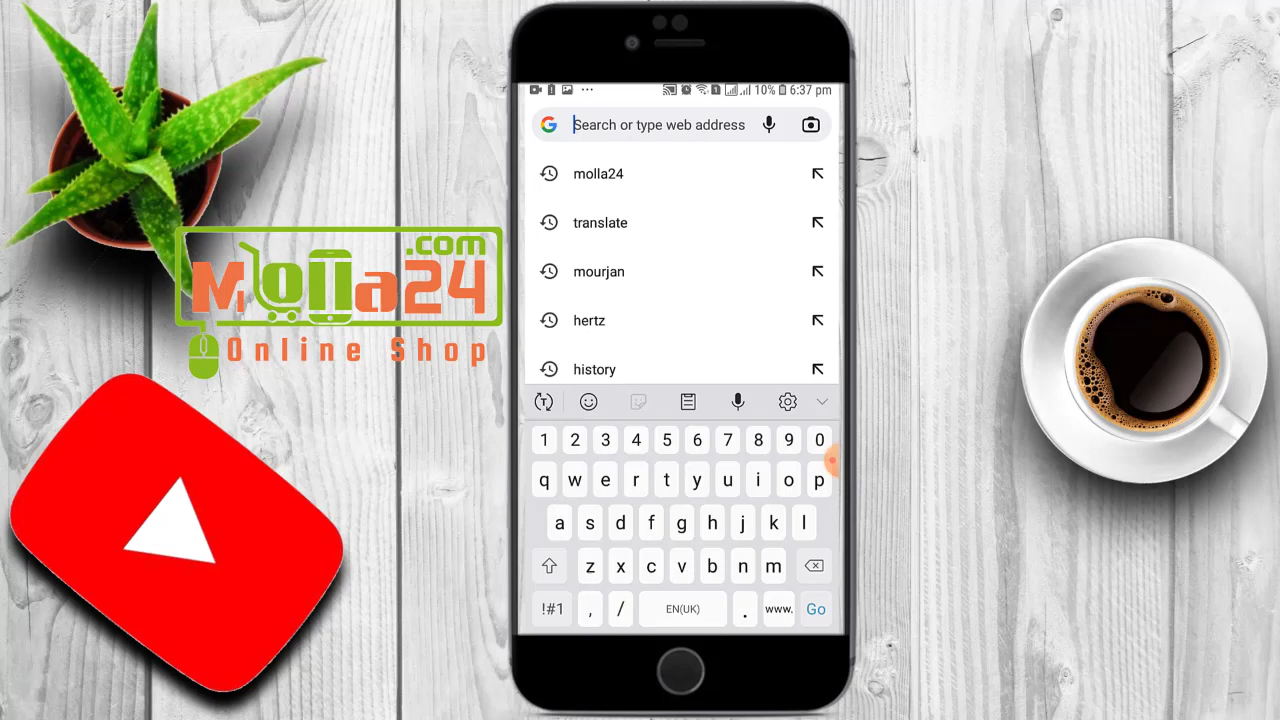 .com
Molla24
Online Shop
10% 6:37 pm
Search or type web address
molla24
translate
mourjan
hertz
history
1 2 3 4 5 6 7 8 9 0
q w e r t y u i o p
a s d f g h j k l
z x c v b n m
!#1 , / EN(UK) . www. Go